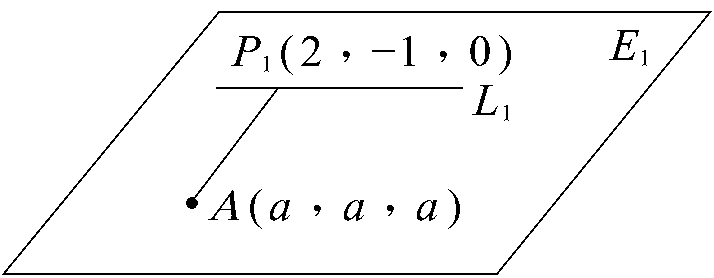 P₁(2，−1，0)
E₁
L₁
A(a，a，a)